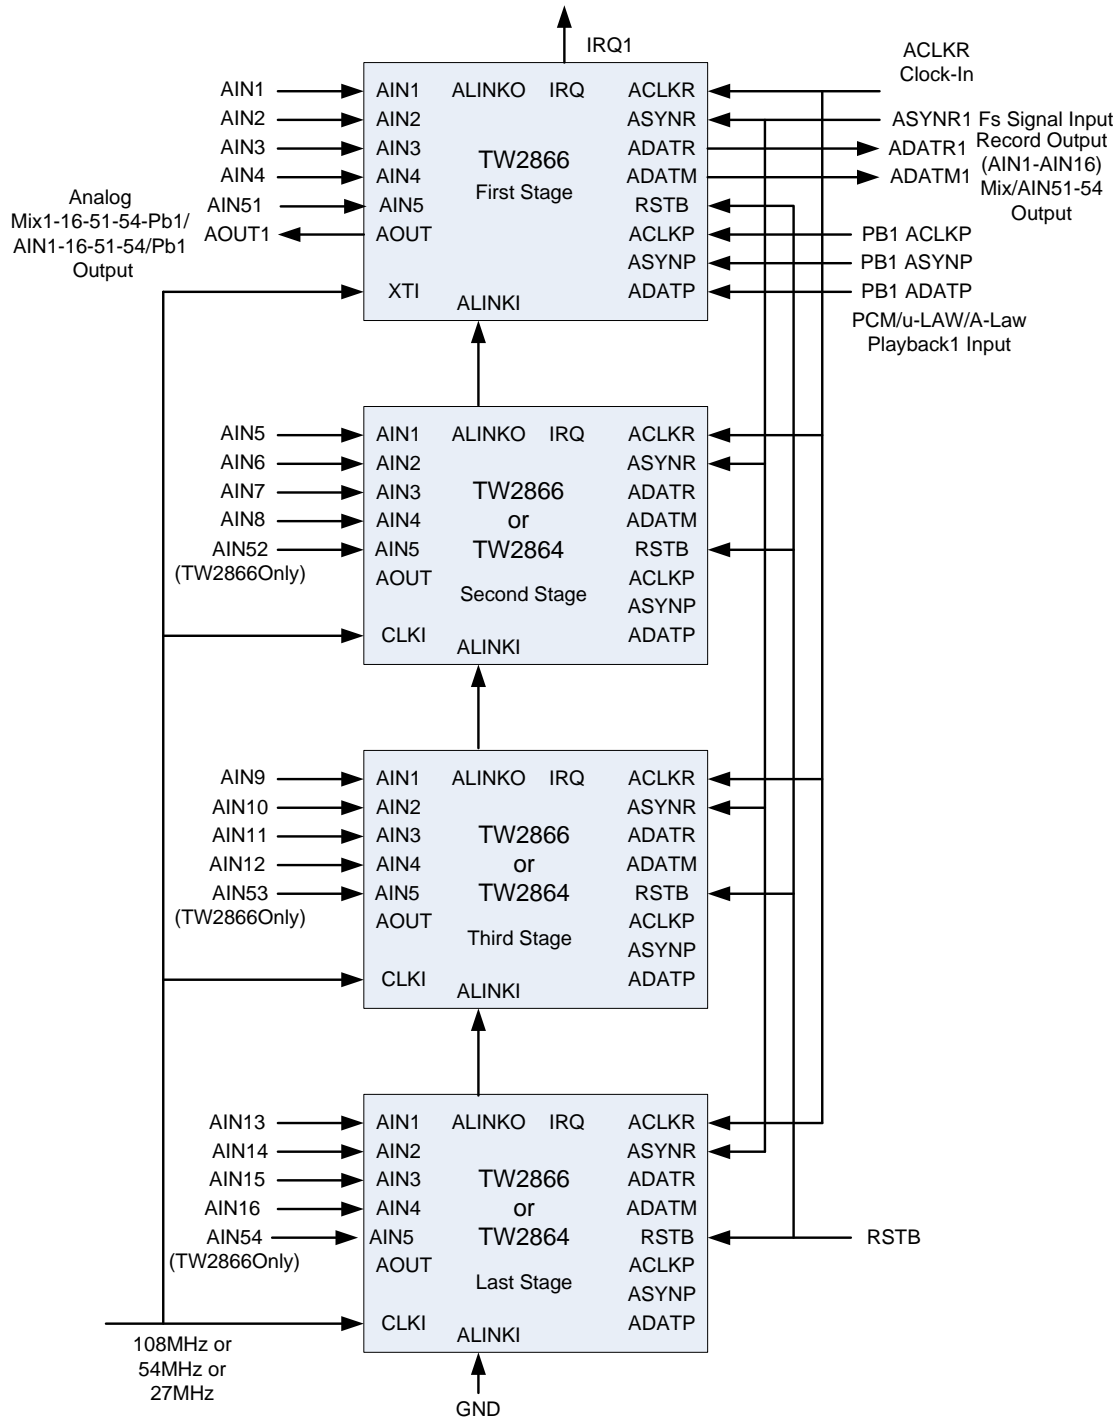 IRQ1
ACLKR
Clock-In
AIN1 AIN1 ALINKO IRQ ACLKR
AIN2 AIN2 ASYNR ASYNR1 Fs Signal Input
AIN3 AIN3 ADATR ADATR1 Record Output
TW2866 (AIN1-AIN16)
AIN4 AIN4 First Stage ADATM ADATM1 Mix/AIN51-54
Output
Analog
Mix1-16-51-54-Pb1/
AIN1-16-51-54/Pb1
Output
AIN51 AIN5 RSTB
AOUT1 AOUT ACLKP PB1 ACLKP
ASYNP PB1 ASYNP
XTI ALINKI ADATP PB1 ADATP
PCM/u-LAW/A-Law
Playback1 Input
AIN5 AIN1 ALINKO IRQ ACLKR
AIN6 AIN2 ASYNR
AIN7 AIN3 TW2866 ADATR
AIN8 AIN4 or ADATM
AIN52 AIN5 TW2864 RSTB
(TW2866Only) AOUT ACLKP
Second Stage ASYNP
CLKI ALINKI ADATP
AIN9 AIN1 ALINKO IRQ ACLKR
AIN10 AIN2 ASYNR
AIN11 AIN3 TW2866 ADATR
AIN12 AIN4 or ADATM
AIN53 AIN5 TW2864 RSTB
(TW2866Only) AOUT ACLKP
Third Stage ASYNP
CLKI ALINKI ADATP
AIN13 AIN1 ALINKO IRQ ACLKR
AIN14 AIN2 ASYNR
AIN15 AIN3 TW2866 ADATR
AIN16 AIN4 or ADATM
AIN54 AIN5 TW2864 RSTB RSTB
(TW2866Only) AOUT ACLKP
Last Stage ASYNP
CLKI ALINKI ADATP
108MHz or
54MHz or
27MHz
GND